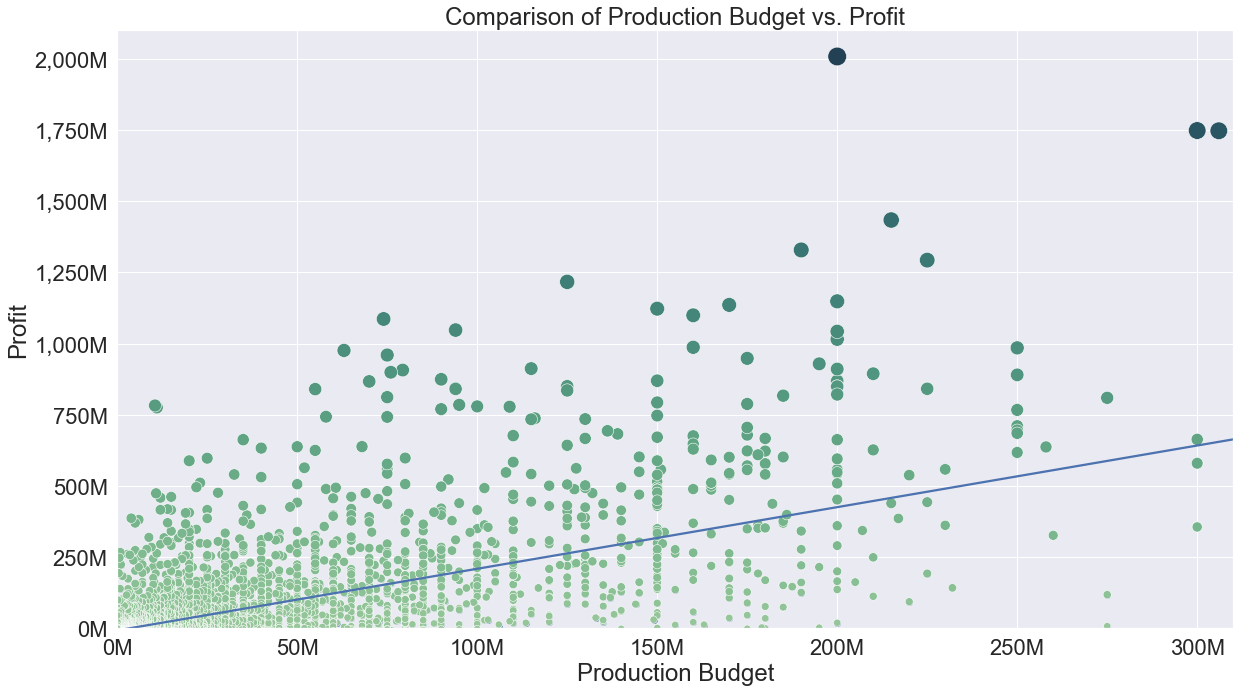 Comparison of Production Budget vs. Profit
2,000M
1,750M
1,500M
1,250M
1,000M
750M
500M
250M
0M
Profit
0M 50M 100M 150M 200M 250M 300M
Production Budget